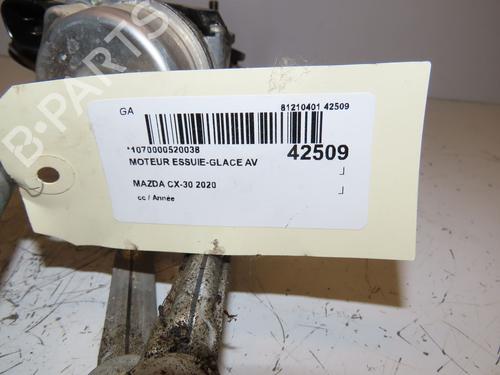 GA
81210401 42509
*1070000520038
42509
MOTEUR ESSUIE-GLACE AV
MAZDA CX-30 2020
cc / Année
B-PARTS